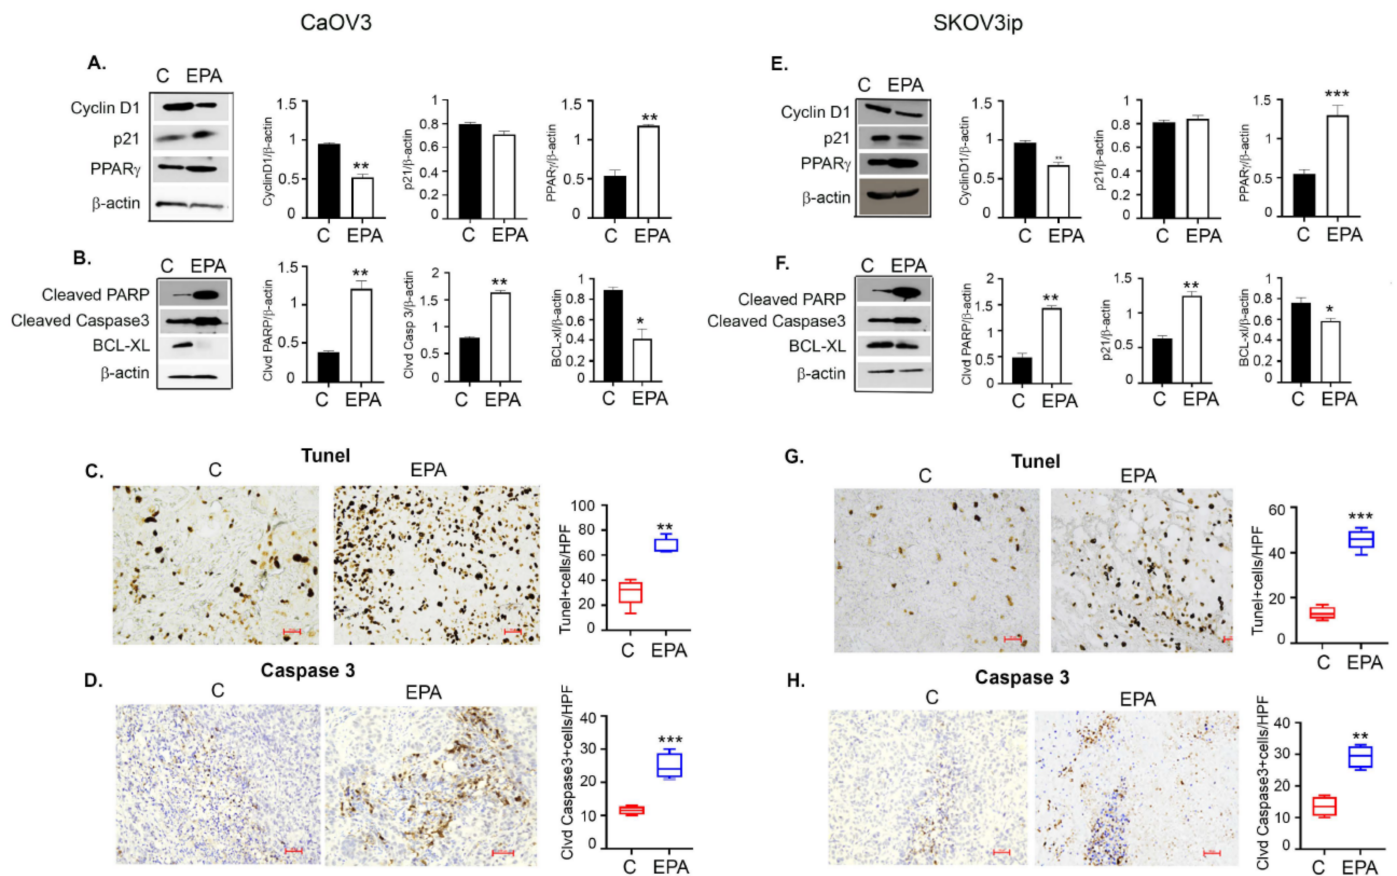 CaOV3
SKOV3ip
A.
C EPA
Cyclin D1
p21
PPARγ
β-actin
CyclinD1/β-actin
1.5
1
0.5
0
**
C EPA
p21/β-actin
1
0.8
0.6
0.4
0.2
0
C EPA
PPARγ/β-actin
1.5
1
0.5
0
**
C EPA
E.
C EPA
Cyclin D1
p21
PPARγ
β-actin
CyclinD1/β-actin
1.5
1
0.5
0
**
C EPA
p21/β-actin
1
0.8
0.6
0.4
0.2
0
C EPA
PPARγ/β-actin
1.5
1
0.5
0
***
C EPA
B.
C EPA
Cleaved PARP
Cleaved Caspase3
BCL-XL
β-actin
Clvd PARP/β-actin
1.5
1
0.5
0
**
C EPA
Clvd Casp 3/β-actin
2
1.5
1
0.5
0
**
C EPA
BCL-xl/β-actin
1
0.8
0.6
0.4
0.2
0
*
C EPA
F.
C EPA
Cleaved PARP
Cleaved Caspase3
BCL-XL
β-actin
Clvd PARP/β-actin
2
1.5
1
0.5
0
**
C EPA
p21/β-actin
1.5
1
0.5
0
**
C EPA
BCL-xl/β-actin
1
0.8
0.6
0.4
0.2
0
*
C EPA
C.
Tunel
C EPA
Tunel+cells/HPF
100
80
60
40
20
0
**
C EPA
G.
Tunel
C EPA
Tunel+cells/HPF
60
40
20
0
***
C EPA
D.
Caspase 3
C EPA
Clvd Caspase3+cells/HPF
40
30
20
10
0
***
C EPA
H.
Caspase 3
C EPA
Clvd Caspase3+cells/HPF
40
30
20
10
0
**
C EPA